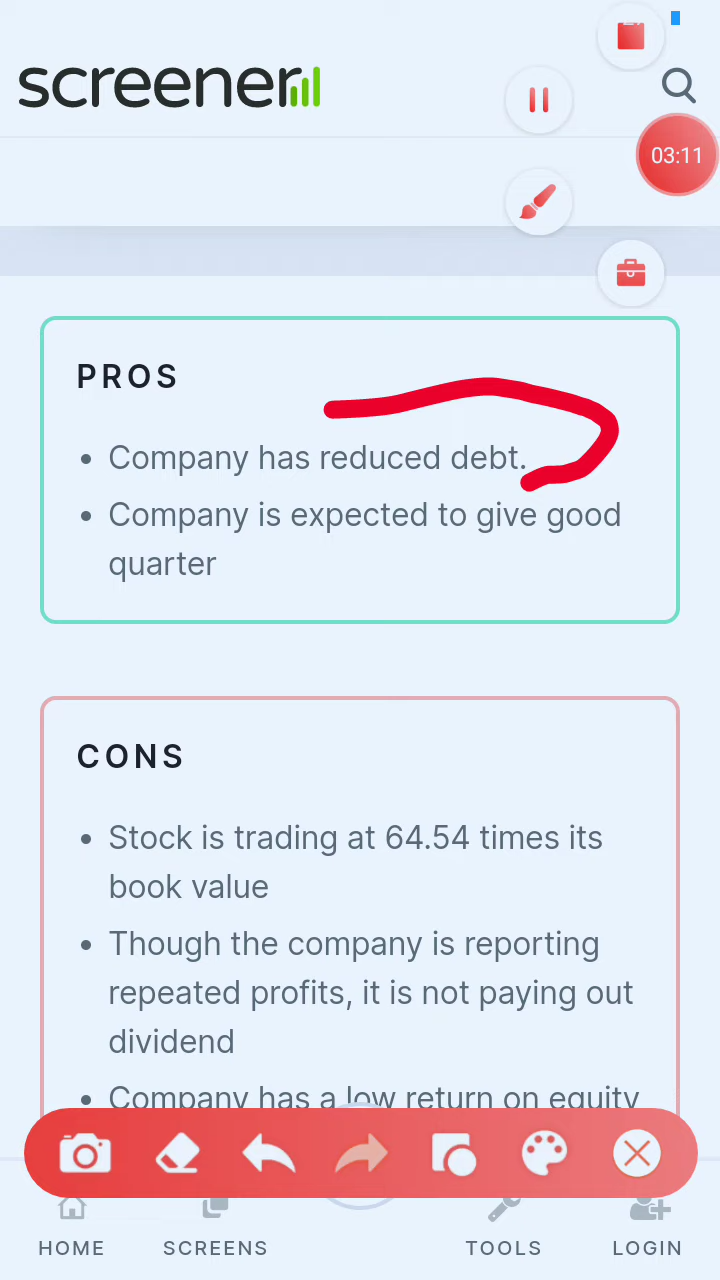 screener
03:11
PROS
Company has reduced debt.
Company is expected to give good
quarter
CONS
Stock is trading at 64.54 times its
book value
Though the company is reporting
repeated profits, it is not paying out
dividend
Company has a low return on equity
HOME SCREENS TOOLS LOGIN